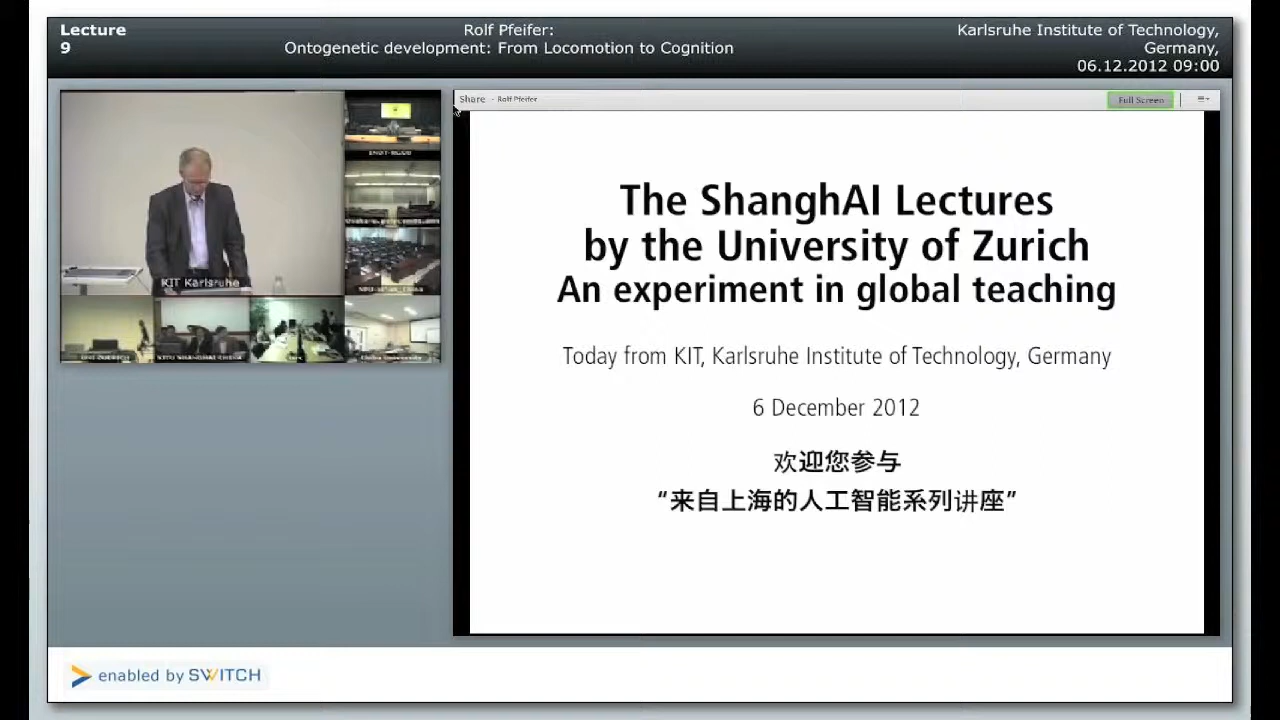 Lecture
9
Rolf Pfeifer:
Ontogenetic development: From Locomotion to Cognition
Karlsruhe Institute of Technology,
Germany,
06.12.2012 09:00
KIT Karlsruhe
Share - Rolf Pfeifer
Full Screen
The ShanghAI Lectures
by the University of Zurich
An experiment in global teaching
Today from KIT, Karlsruhe Institute of Technology, Germany
6 December 2012
欢迎您参与
“来自上海的人工智能系列讲座”
enabled by SWITCH